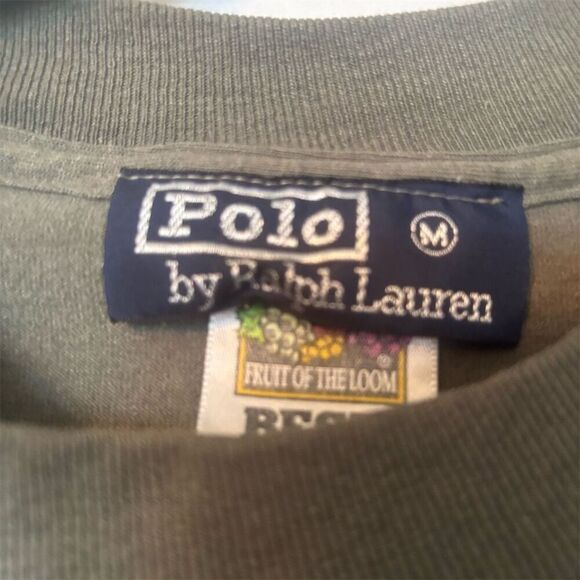 Polo M
by Ralph Lauren
®
FRUIT OF THE LOOM